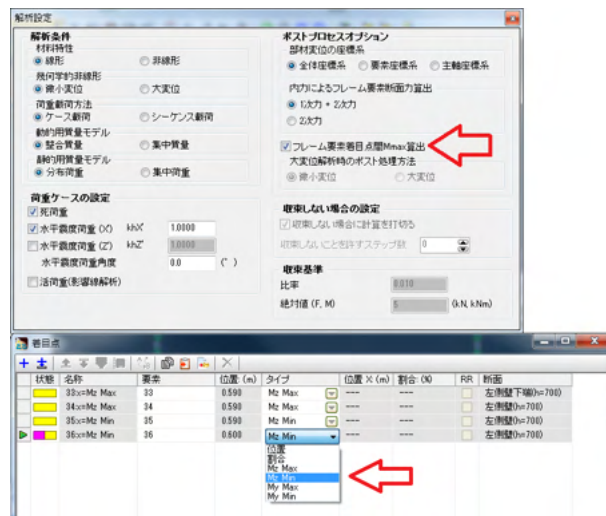 解析設定
解析条件
材料特性
線形 非線形
幾何学的非線形
微小変位 大変位
荷重載荷方法
ケース載荷 シーケンス載荷
動的用質量モデル
整合質量 集中質量
静的用質量モデル
分布荷重 集中荷重
荷重ケースの設定
死荷重
水平震度荷重 (X) khX' 1.0000
水平震度荷重 (Z') khZ' 1.0000
水平震度荷重角度 0.0 (°)
活荷重(影響線解析)
ポストプロセスオプション
部材変位の座標系
全体座標系 要素座標系 主軸座標系
内力によるフレーム要素断面力算出
1次力 + 2次力
2次力
フレーム要素着目点間Mmax算出
大変位解析時のポスト処理方法
微小変位 大変位
収束しない場合の設定
収束しない場合に計算を打切る
収束しないことを許すステップ数 0
収束基準
比率 0.010
絶対値 (F, M) 5 (kN, kNm)
着目点
状態 名称 要素 位置: (m) タイプ 位置 X (m) 割合: (%) RR 断面
33:x=Mz Max 33 0.590 Mz Max --- --- 左側壁下端(h=700)
34:x=Mz Max 34 0.590 Mz Max --- --- 左側壁(h=700)
35:x=Mz Min 35 0.590 Mz Min --- --- 左側壁(h=700)
36:x=Mz Min 36 0.600 Mz Min --- --- 左側壁(h=700)
位置
割合
Mz Max
Mz Min
My Max
My Min